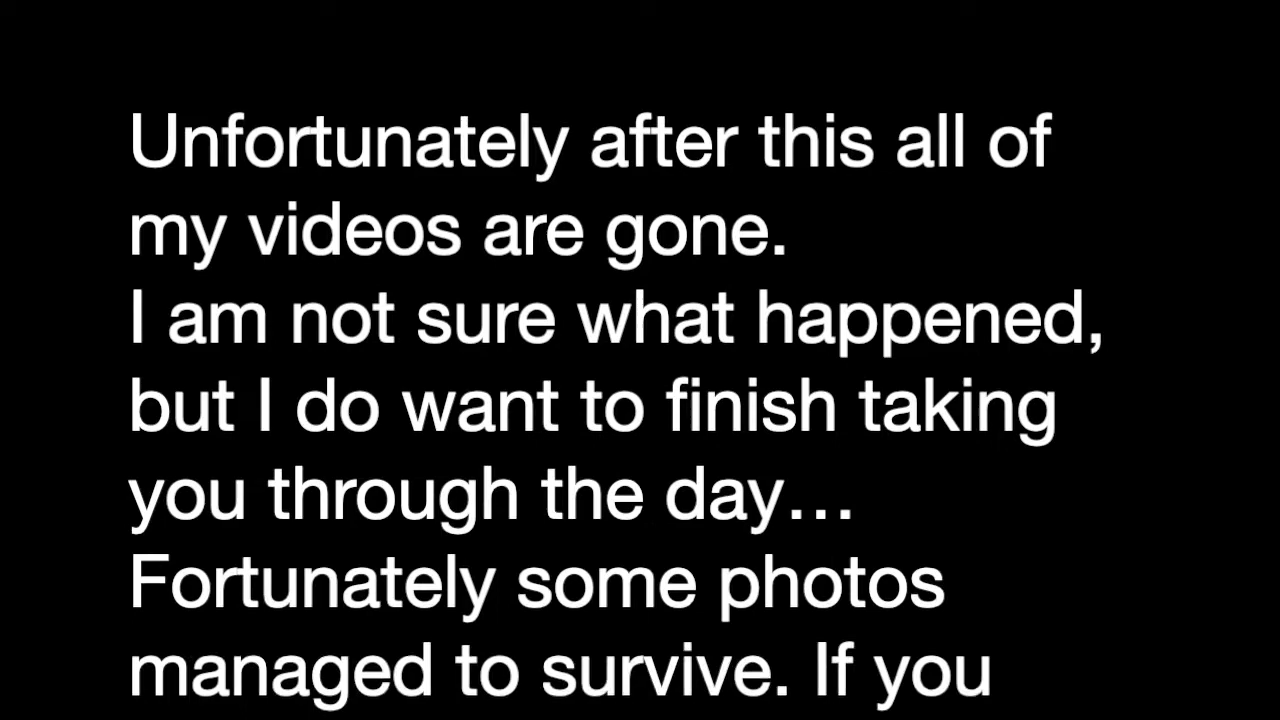 Unfortunately after this all of
my videos are gone.
I am not sure what happened,
but I do want to finish taking
you through the day...
Fortunately some photos
managed to survive. If you